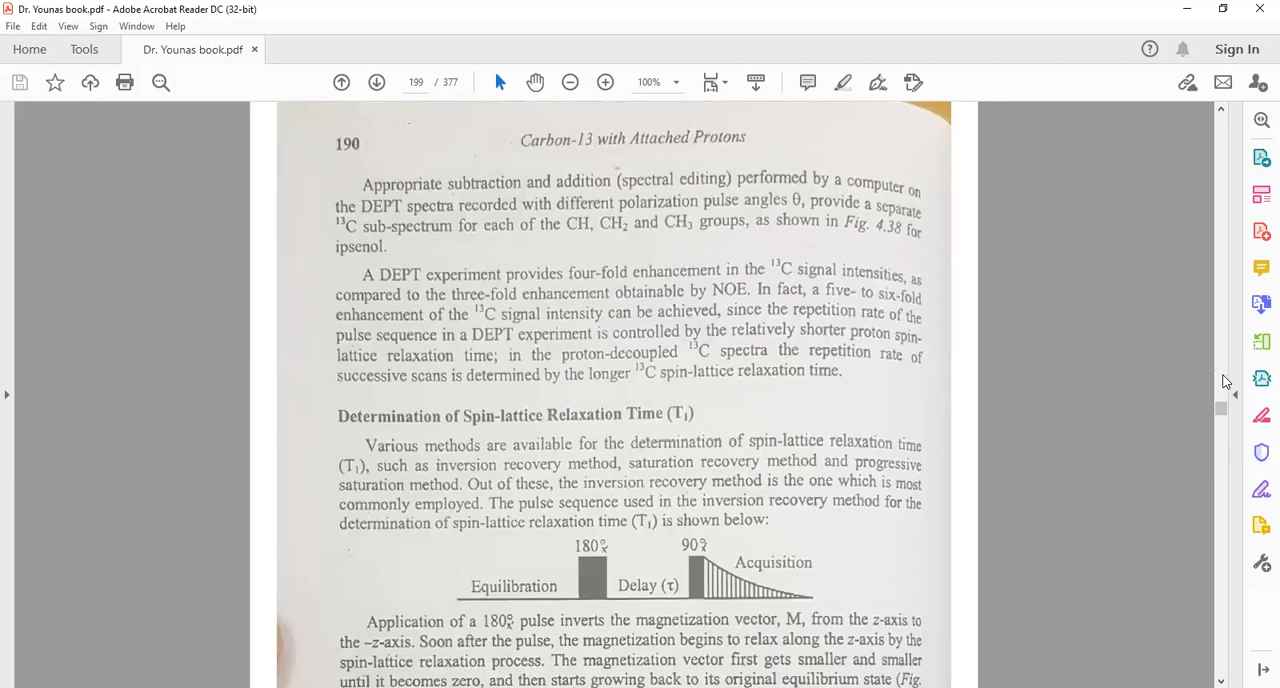 Dr. Younas book.pdf - Adobe Acrobat Reader DC (32-bit)
File Edit View Sign Window Help
Home Tools Dr. Younas book.pdf × Sign In
199 / 377 100%
190 Carbon-13 with Attached Protons
Appropriate subtraction and addition (spectral editing) performed by a computer on
the DEPT spectra recorded with different polarization pulse angles θ, provide a separate
¹³C sub-spectrum for each of the CH, CH₂ and CH₃ groups, as shown in Fig. 4.38 for
ipsenol.
A DEPT experiment provides four-fold enhancement in the ¹³C signal intensities, as
compared to the three-fold enhancement obtainable by NOE. In fact, a five- to six-fold
enhancement of the ¹³C signal intensity can be achieved, since the repetition rate of the
pulse sequence in a DEPT experiment is controlled by the relatively shorter proton spin-
lattice relaxation time; in the proton-decoupled ¹³C spectra the repetition rate of
successive scans is determined by the longer ¹³C spin-lattice relaxation time.
Determination of Spin-lattice Relaxation Time (T₁)
Various methods are available for the determination of spin-lattice relaxation time
(T₁), such as inversion recovery method, saturation recovery method and progressive
saturation method. Out of these, the inversion recovery method is the one which is most
commonly employed. The pulse sequence used in the inversion recovery method for the
determination of spin-lattice relaxation time (T₁) is shown below:
180°ₓ 90°ₓ
Equilibration Delay (τ) Acquisition
Application of a 180°ₓ pulse inverts the magnetization vector, M, from the z-axis to
the –z-axis. Soon after the pulse, the magnetization begins to relax along the z-axis by the
spin-lattice relaxation process. The magnetization vector first gets smaller and smaller
until it becomes zero, and then starts growing back to its original equilibrium state (Fig.